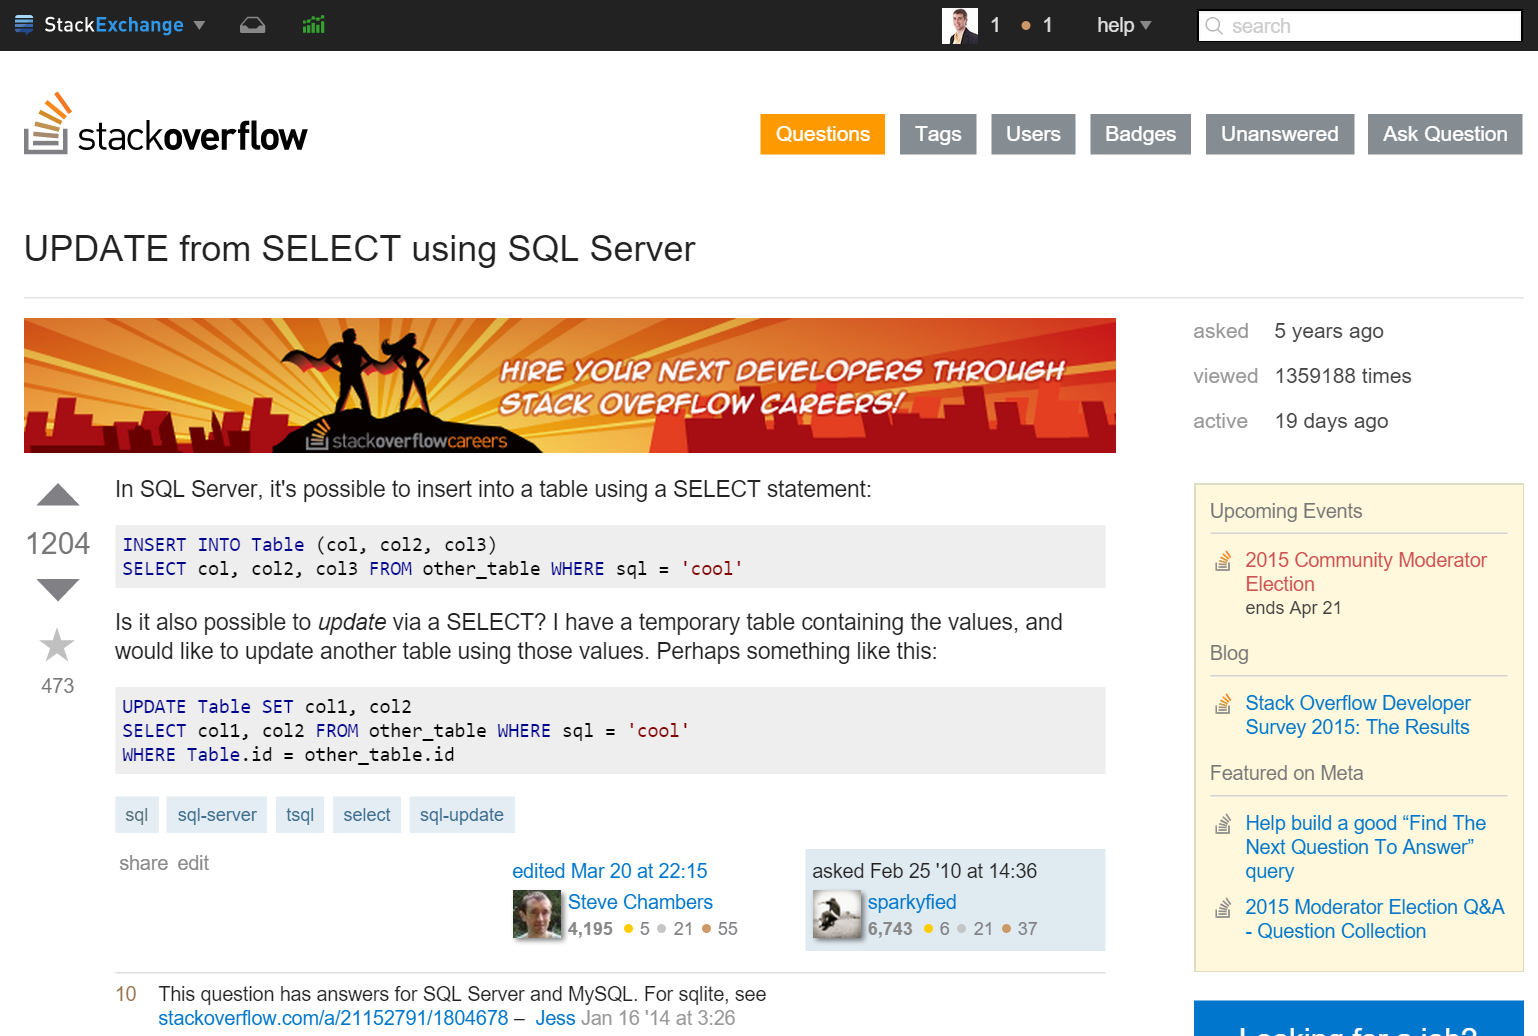 StackExchange
1 1 help search
stackoverflow
Questions Tags Users Badges Unanswered Ask Question
UPDATE from SELECT using SQL Server
HIRE YOUR NEXT DEVELOPERS THROUGH
STACK OVERFLOW CAREERS!
stackoverflowcareers
1204
473
In SQL Server, it's possible to insert into a table using a SELECT statement:
INSERT INTO Table (col, col2, col3)
SELECT col, col2, col3 FROM other_table WHERE sql = 'cool'
Is it also possible to update via a SELECT? I have a temporary table containing the values, and
would like to update another table using those values. Perhaps something like this:
UPDATE Table SET col1, col2
SELECT col1, col2 FROM other_table WHERE sql = 'cool'
WHERE Table.id = other_table.id
sql sql-server tsql select sql-update
share edit
edited Mar 20 at 22:15
Steve Chambers
4,195 5 21 55
asked Feb 25 '10 at 14:36
sparkyfied
6,743 6 21 37
10 This question has answers for SQL Server and MySQL. For sqlite, see
stackoverflow.com/a/21152791/1804678 – Jess Jan 16 '14 at 3:26
asked 5 years ago
viewed 1359188 times
active 19 days ago
Upcoming Events
2015 Community Moderator
Election
ends Apr 21
Blog
Stack Overflow Developer
Survey 2015: The Results
Featured on Meta
Help build a good “Find The
Next Question To Answer”
query
2015 Moderator Election Q&A
- Question Collection
Looking for a job?